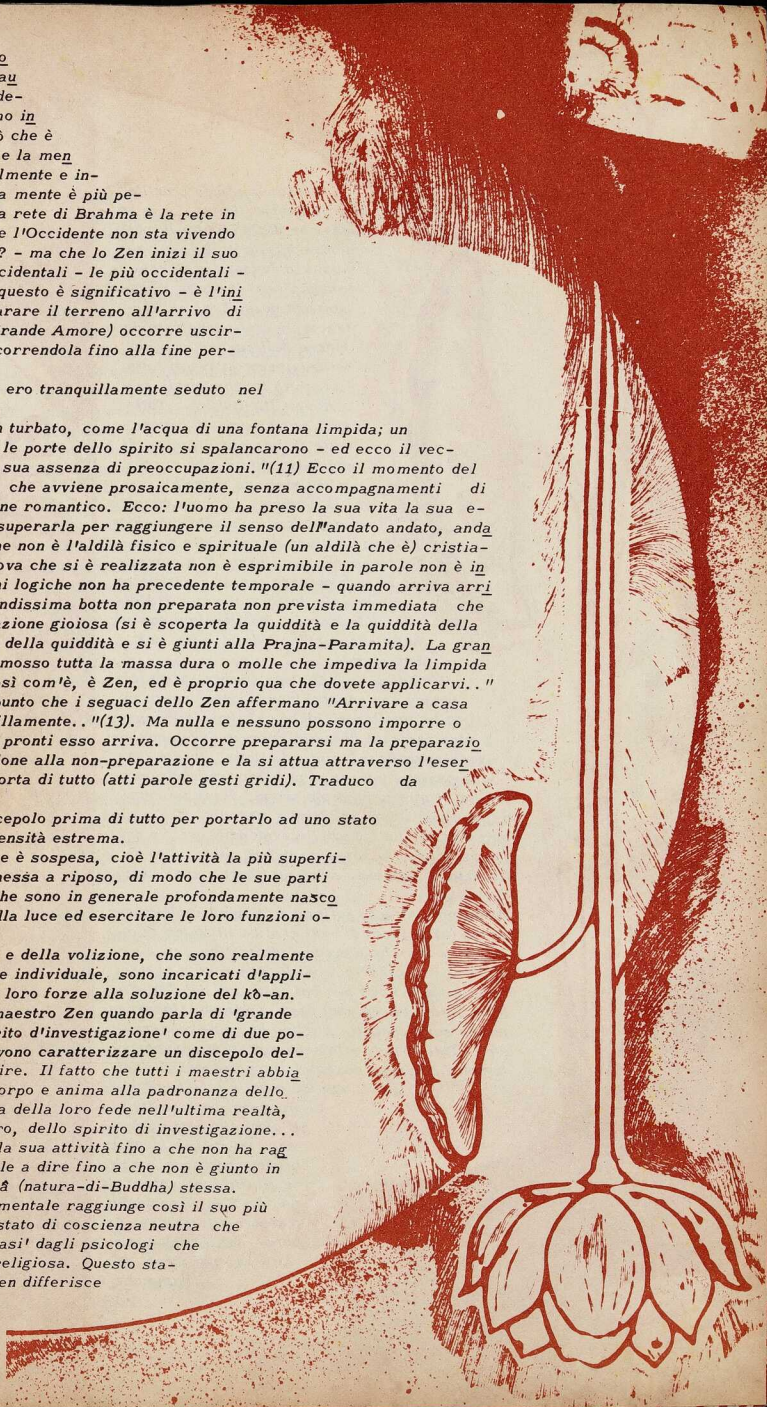 o
au
de-
no in
ò che è
e la men
lmente e in-
a mente è più pe-
a rete di Brahma è la rete in
e l'Occidente non sta vivendo
? - ma che lo Zen inizi il suo
cidentali - le più occidentali -
questo è significativo - è l'ini
arare il terreno all'arrivo di
rande Amore) occorre uscir-
correndola fino alla fine per-
ero tranquillamente seduto nel
n turbato, come l'acqua di una fontana limpida; un
le porte dello spirito si spalancarono - ed ecco il vec-
sua assenza di preoccupazioni. "(11) Ecco il momento del
che avviene prosaicamente, senza accompagnamenti di
ne romantico. Ecco: l'uomo ha preso la sua vita la sua e-
superarla per raggiungere il senso dell'andato andato, anda
he non è l'aldilà fisico e spirituale (un aldilà che è) cristia-
ova che si è realizzata non è esprimibile in parole non è in
ni logiche non ha precedente temporale - quando arriva arri
ndissima botta non preparata non prevista immediata che
azione gioiosa (si è scoperta la quiddità e la quiddità della
della quiddità e si è giunti alla Prajna-Paramita). La gran
mosso tutta la massa dura o molle che impediva la limpida
sì com'è, è Zen, ed è proprio qua che dovete applicarvi. . "
unto che i seguaci dello Zen affermano "Arrivare a casa
illamente. . "(13). Ma nulla e nessuno possono imporre o
pronti esso arriva. Occorre prepararsi ma la preparazio
ione alla non-preparazione e la si attua attraverso l'eser
orta di tutto (atti parole gesti gridi). Traduco da
cepolo prima di tutto per portarlo ad uno stato
ensità estrema.
e è sospesa, cioè l'attività la più superfi-
nessa a riposo, di modo che le sue parti
he sono in generale profondamente nasco
lla luce ed esercitare le loro funzioni o-
e della volizione, che sono realmente
e individuale, sono incaricati d'appli-
loro forze alla soluzione del kô-an.
naestro Zen quando parla di 'grande
ito d'investigazione' come di due po-
vono caratterizzare un discepolo del-
ire. Il fatto che tutti i maestri abbia
orpo e anima alla padronanza dello
a della loro fede nell'ultima realtà,
ro, dello spirito di investigazione...
la sua attività fino a che non ha rag
le a dire fino a che non è giunto in
â (natura-di-Buddha) stessa.
mentale raggiunge così il suo più
stato di coscienza neutra che
asi' dagli psicologi che
religiosa. Questo sta-
en differisce